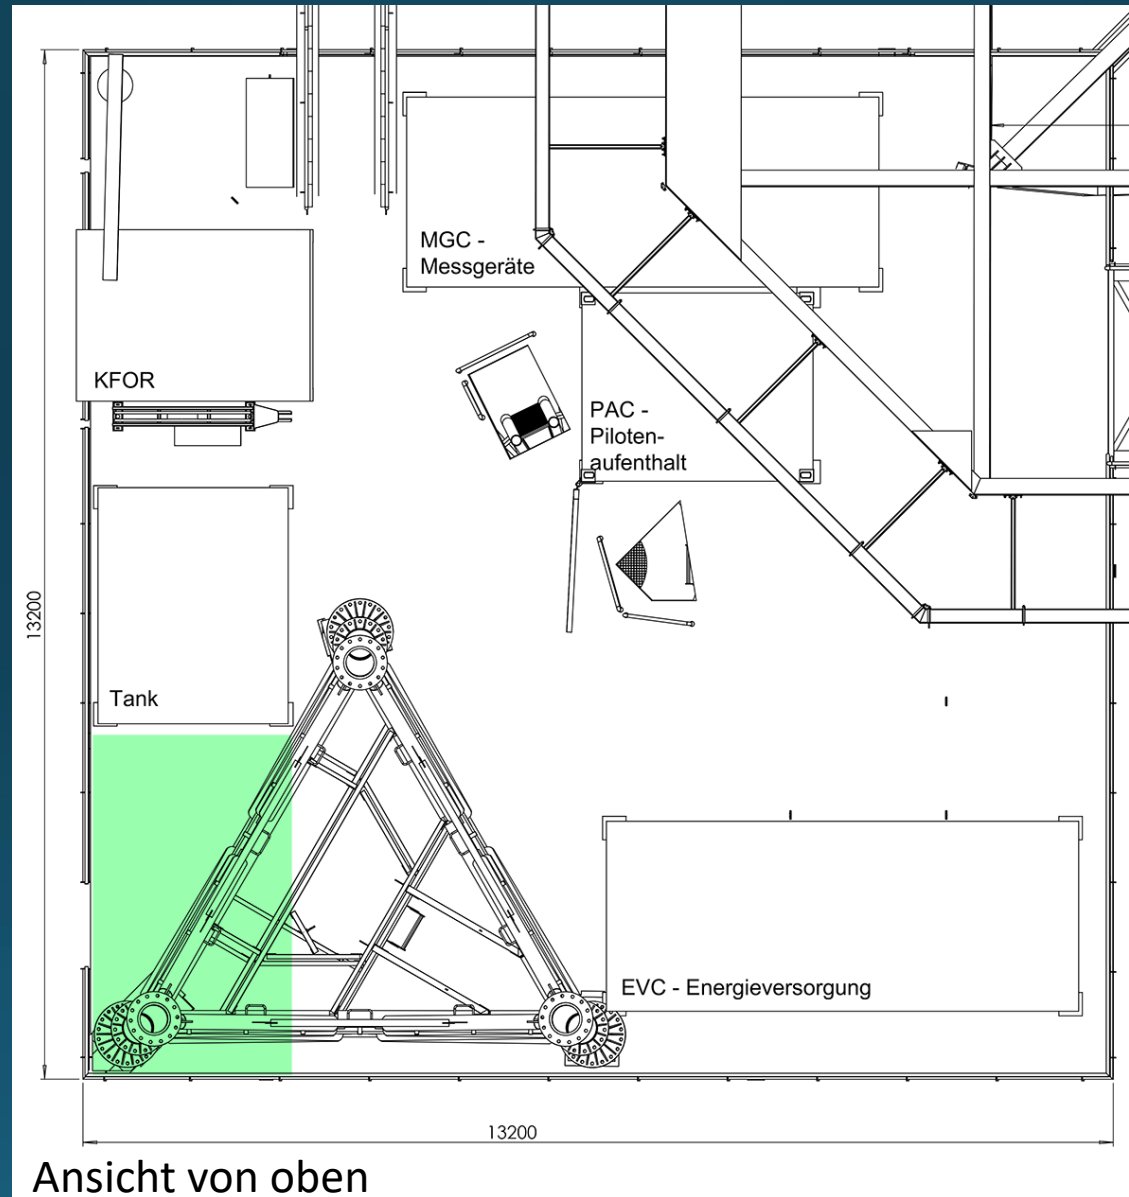 MGC -
Messgeräte
KFOR
PAC -
Piloten-
aufenthalt
13200
Tank
EVC - Energieversorgung
13200
Ansicht von oben